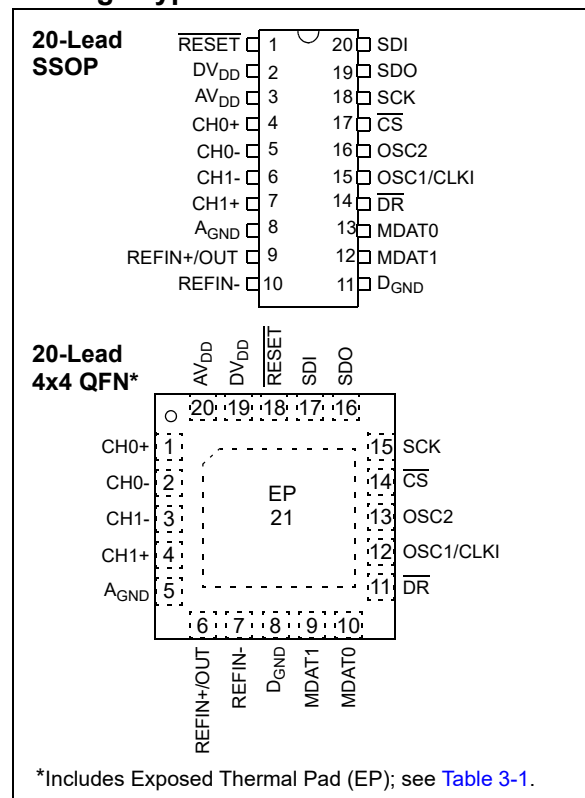 20-Lead
SSOP
RESET 1 20 SDI
DVDD 2 19 SDO
AVDD 3 18 SCK
CH0+ 4 17 CS
CH0- 5 16 OSC2
CH1- 6 15 OSC1/CLKI
CH1+ 7 14 DR
AGND 8 13 MDAT0
REFIN+/OUT 9 12 MDAT1
REFIN- 10 11 DGND
20-Lead
4x4 QFN*
AVDD DVDD RESET SDI SDO
20 19 18 17 16
CH0+ 1 15 SCK
CH0- 2 14 CS
EP
21
CH1- 3 13 OSC2
CH1+ 4 12 OSC1/CLKI
AGND 5 11 DR
6 7 8 9 10
REFIN+/OUT REFIN- DGND MDAT1 MDAT0
*Includes Exposed Thermal Pad (EP); see Table 3-1.